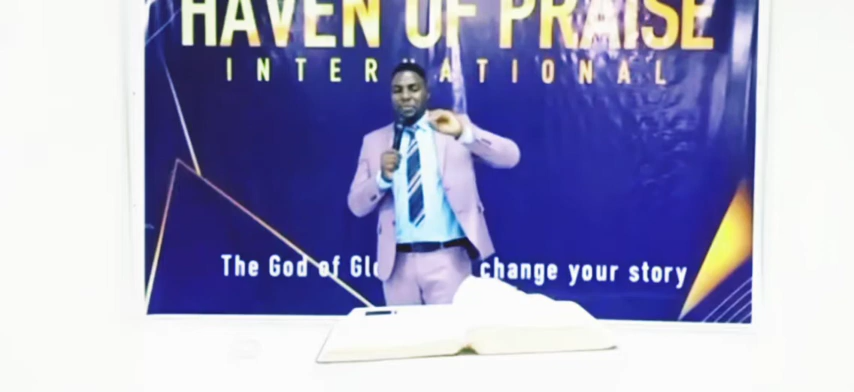 HAVEN OF PRAISE
INTERNATIONAL
The God of Glo change your story